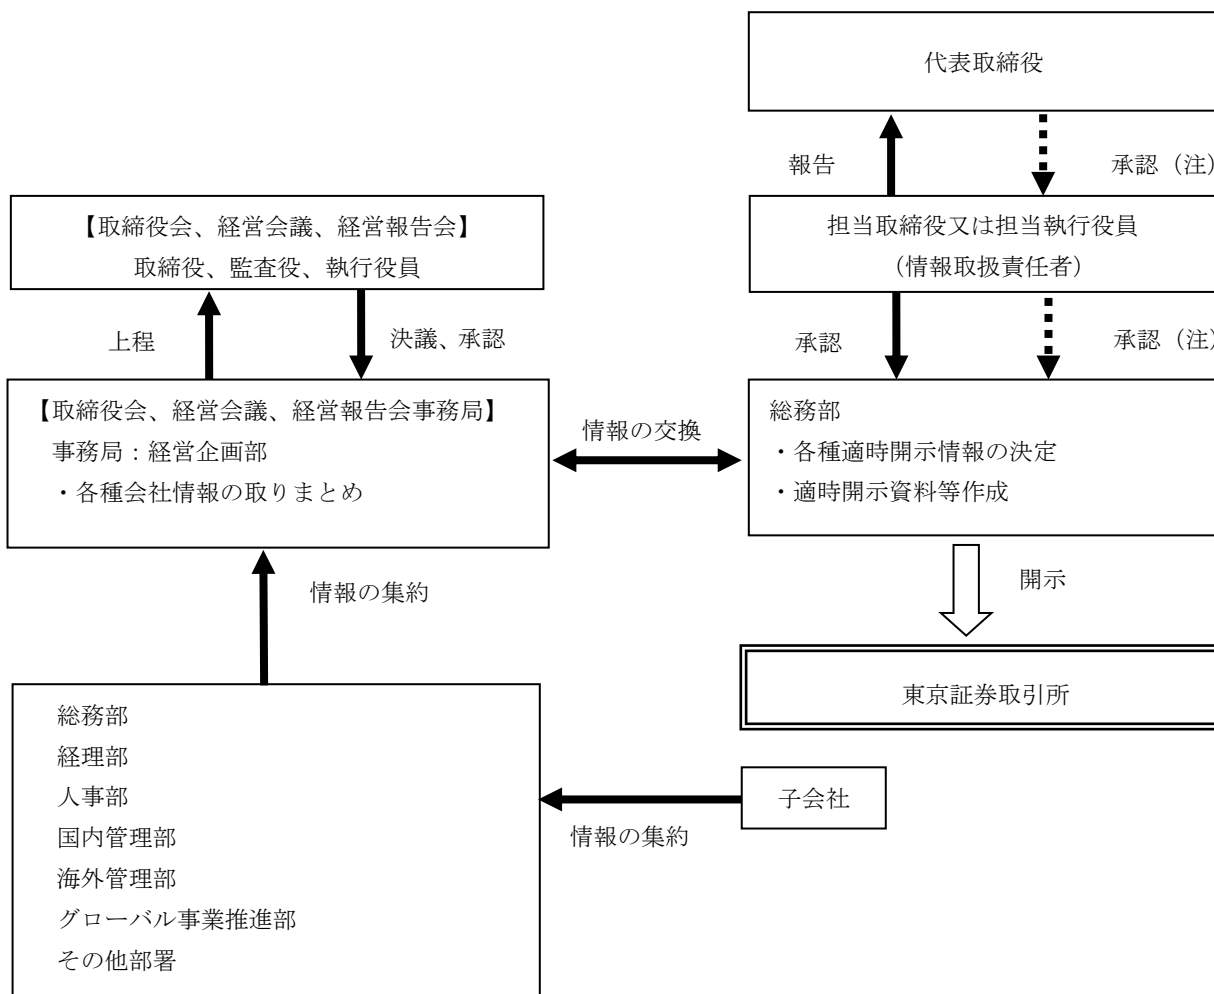 代表取締役
報告
承認（注）
【取締役会、経営会議、経営報告会】
取締役、監査役、執行役員
担当取締役又は担当執行役員
（情報取扱責任者）
上程
決議、承認
承認
承認（注）
【取締役会、経営会議、経営報告会事務局】
事務局：経営企画部
・各種会社情報の取りまとめ
情報の交換
総務部
・各種適時開示情報の決定
・適時開示資料等作成
情報の集約
開示
東京証券取引所
総務部
経理部
人事部
国内管理部
海外管理部
グローバル事業推進部
その他部署
子会社
情報の集約